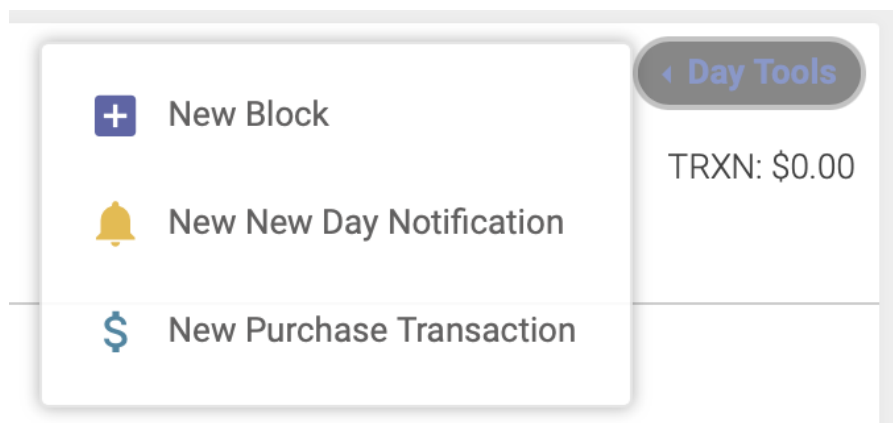 Day Tools
New Block
TRXN: $0.00
New New Day Notification
$ New Purchase Transaction